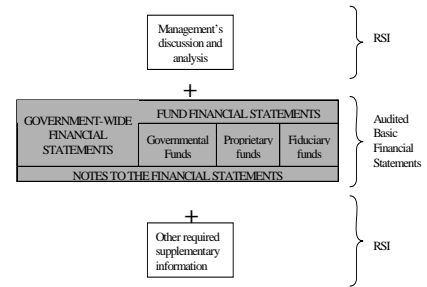 Management's
discussion and
analysis
RSI
+
GOVERNMENT-WIDE
FINANCIAL
STATEMENTS
FUND FINANCIAL STATEMENTS
Governmental
Funds
Proprietary
funds
Fiduciary
funds
NOTES TO THE FINANCIAL STATEMENTS
Audited
Basic
Financial
Statements
+
Other required
supplementary
information
RSI